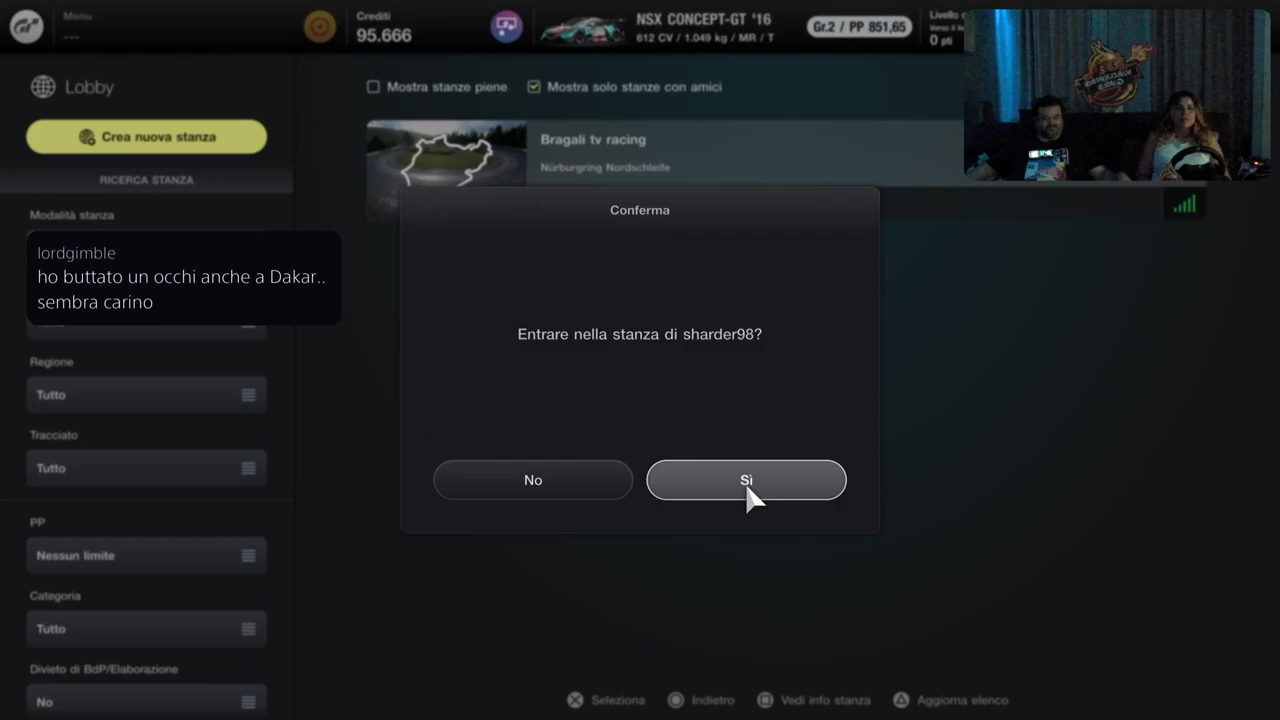 Menu
---
Crediti
95.666
NSX CONCEPT-GT '16
612 CV / 1.049 kg / MR / T
Gr.2 / PP 851,65
Livello
0 pti
Lobby
Mostra stanze piene
Mostra solo stanze con amici
Crea nuova stanza
RICERCA STANZA
Bragali tv racing
Nürburgring Nordschleife
Modalità stanza
lordgimble
ho buttato un occhi anche a Dakar..
sembra carino
Conferma
Entrare nella stanza di sharder98?
No
Sì
Regione
Tutto
Tracciato
Tutto
PP
Nessun limite
Categoria
Tutto
Divieto di BdP/Elaborazione
No
Seleziona
Indietro
Vedi info stanza
Aggiorna elenco